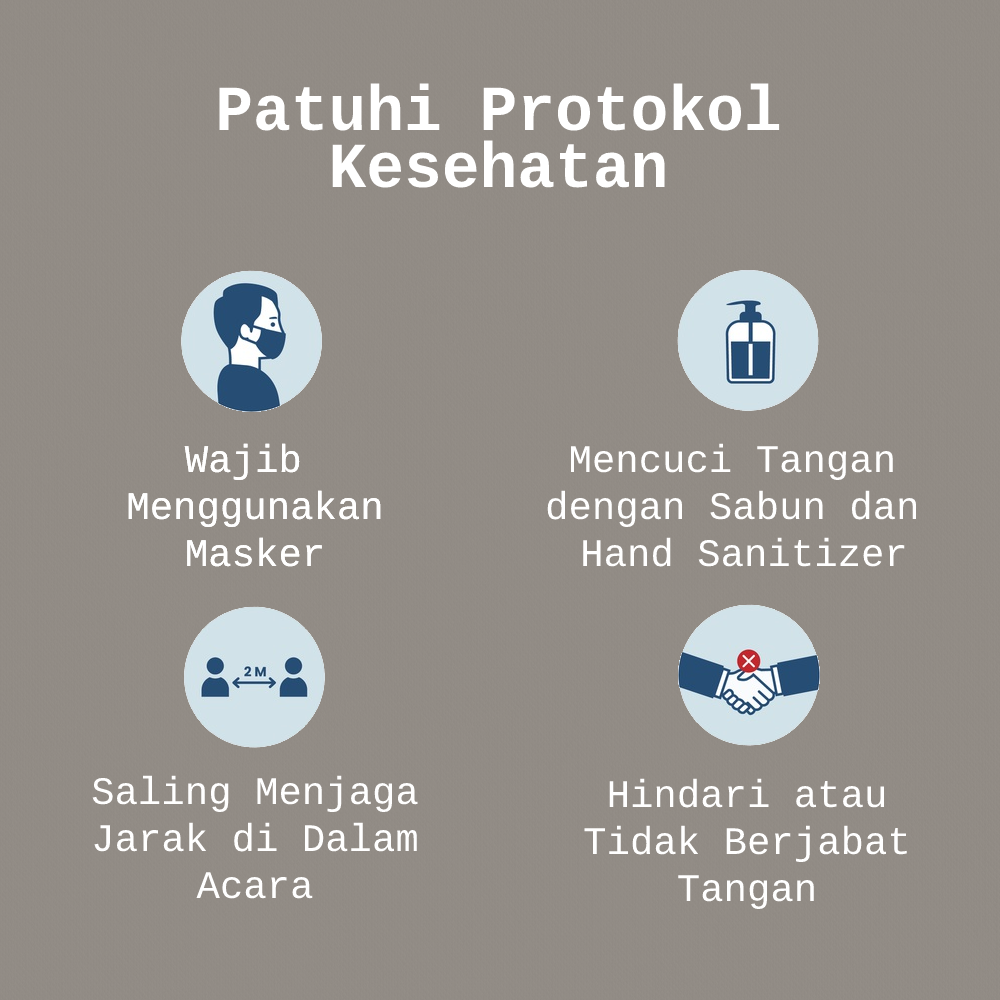 Patuhi Protokol
Kesehatan
Wajib
Menggunakan
Masker
Mencuci Tangan
dengan Sabun dan
Hand Sanitizer
2 M
Saling Menjaga
Jarak di Dalam
Acara
Hindari atau
Tidak Berjabat
Tangan